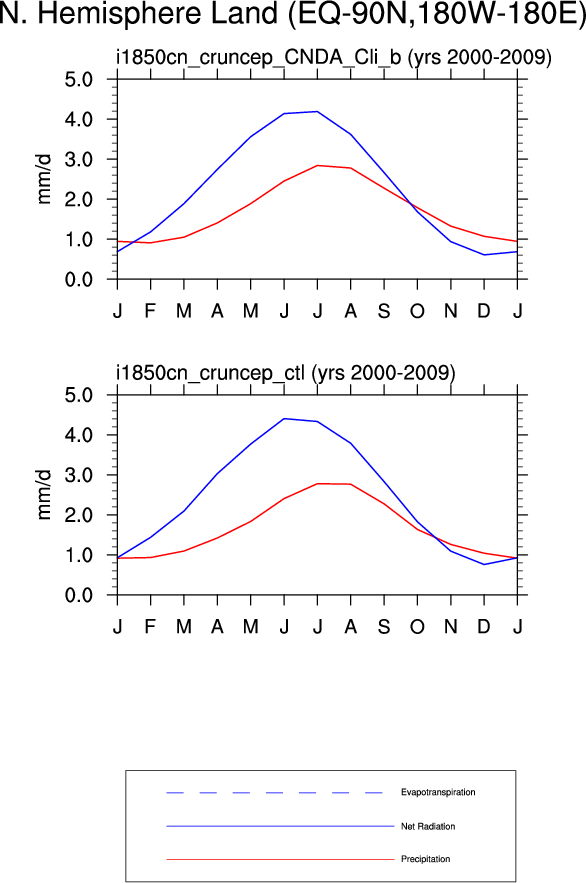 N. Hemisphere Land (EQ-90N,180W-180E)
i1850cn_cruncep_CNDA_Cli_b (yrs 2000-2009)
5.0
4.0
3.0
2.0
1.0
0.0
mm/d
J F M A M J J A S O N D J
i1850cn_cruncep_ctl (yrs 2000-2009)
5.0
4.0
3.0
2.0
1.0
0.0
mm/d
J F M A M J J A S O N D J
Evapotranspiration
Net Radiation
Precipitation